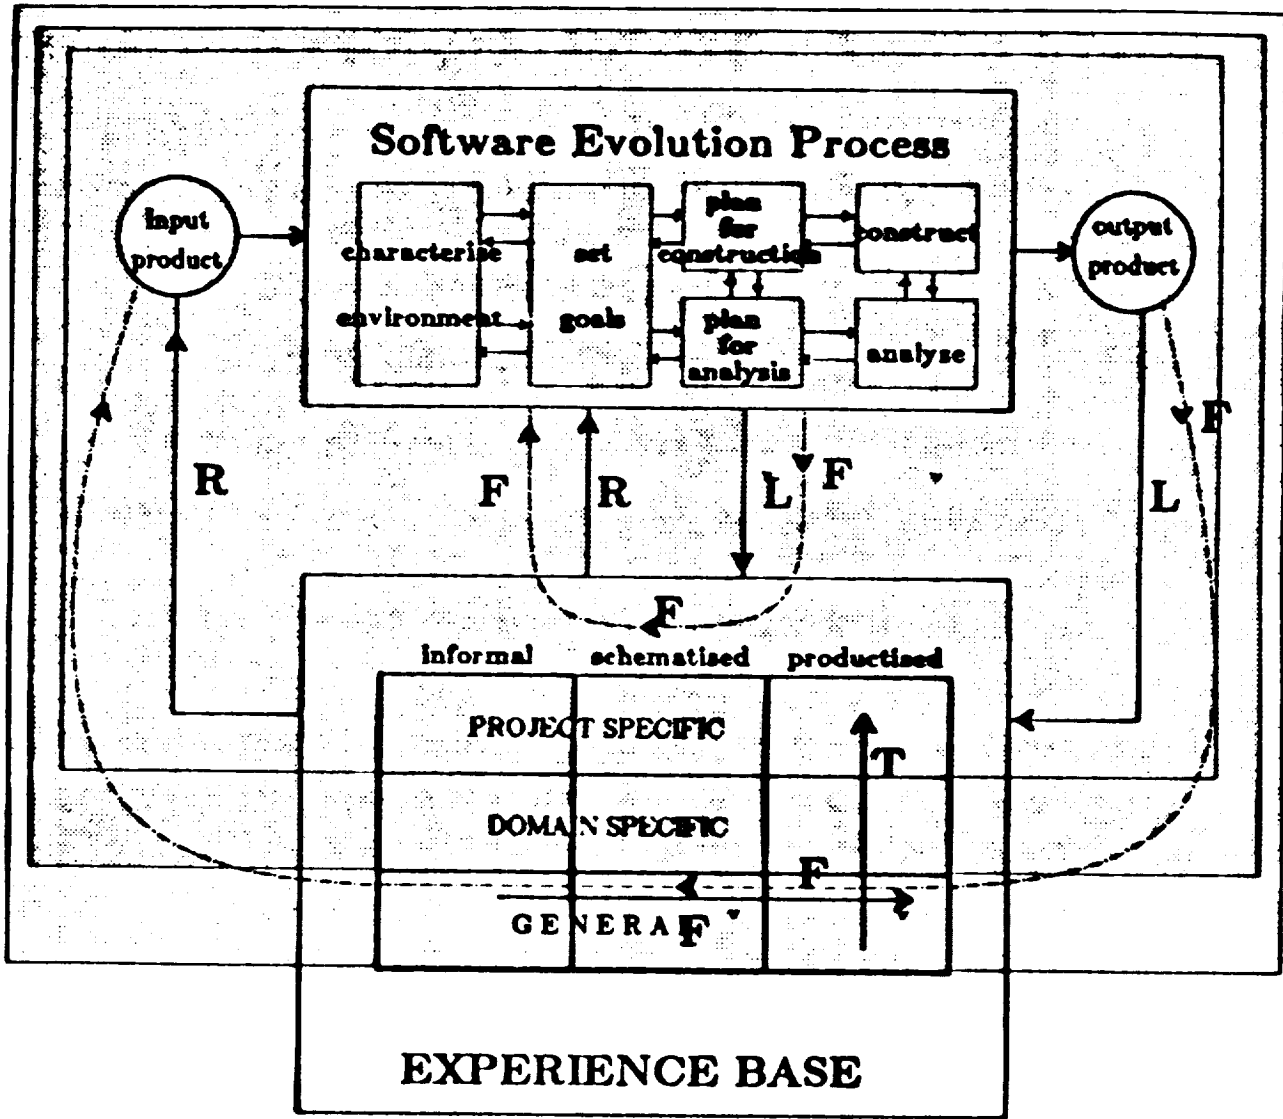 Software Evolution Process
Input
product
characterise
environment
set
goals
plan
for
construction
construct
plan
for
analysis
analyse
output
product
R
F
R
L
F
F
L
F
informal schematised productised
PROJECT SPECIFIC
T
DOMAIN SPECIFIC
F
GENERAL
F
EXPERIENCE BASE